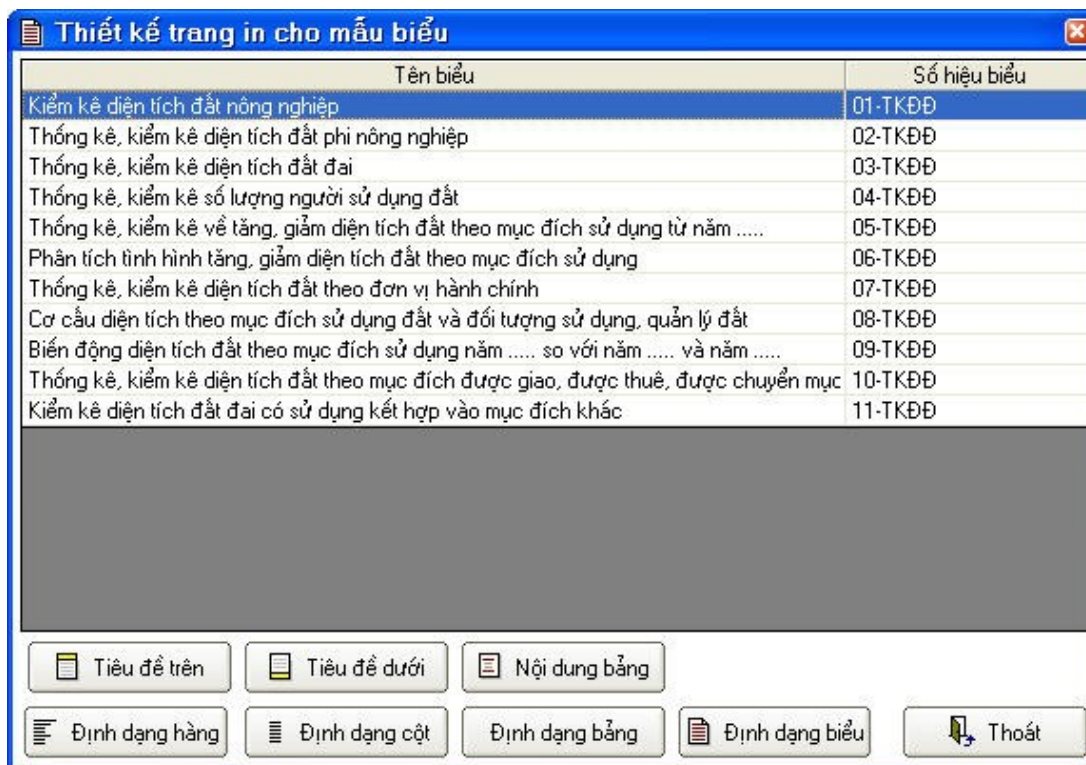 Thiết kế trang in cho mẫu biểu
Tên biểu Số hiệu biểu
Kiểm kê diện tích đất nông nghiệp 01-TKĐĐ
Thống kê, kiểm kê diện tích đất phi nông nghiệp 02-TKĐĐ
Thống kê, kiểm kê diện tích đất đai 03-TKĐĐ
Thống kê, kiểm kê số lượng người sử dụng đất 04-TKĐĐ
Thống kê, kiểm kê về tăng, giảm diện tích đất theo mục đích sử dụng từ năm ..... 05-TKĐĐ
Phân tích tình hình tăng, giảm diện tích đất theo mục đích sử dụng 06-TKĐĐ
Thống kê, kiểm kê diện tích đất theo đơn vị hành chính 07-TKĐĐ
Cơ cấu diện tích theo mục đích sử dụng đất và đối tượng sử dụng, quản lý đất 08-TKĐĐ
Biến động diện tích đất theo mục đích sử dụng năm ..... so với năm ..... và năm ..... 09-TKĐĐ
Thống kê, kiểm kê diện tích đất theo mục đích được giao, được thuê, được chuyển mục 10-TKĐĐ
Kiểm kê diện tích đất đai có sử dụng kết hợp vào mục đích khác 11-TKĐĐ
Tiêu đề trên Tiêu đề dưới Nội dung bảng
Định dạng hàng Định dạng cột Định dạng bảng Định dạng biểu Thoát